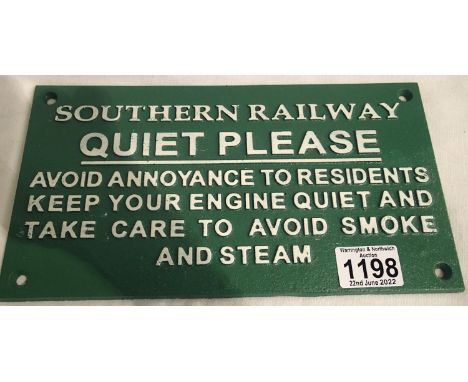 SOUTHERN RAILWAY
QUIET PLEASE
AVOID ANNOYANCE TO RESIDENTS
KEEP YOUR ENGINE QUIET AND
TAKE CARE TO AVOID SMOKE
AND STEAM
Warrington & Northwich
Auction
1198
22nd June 2022